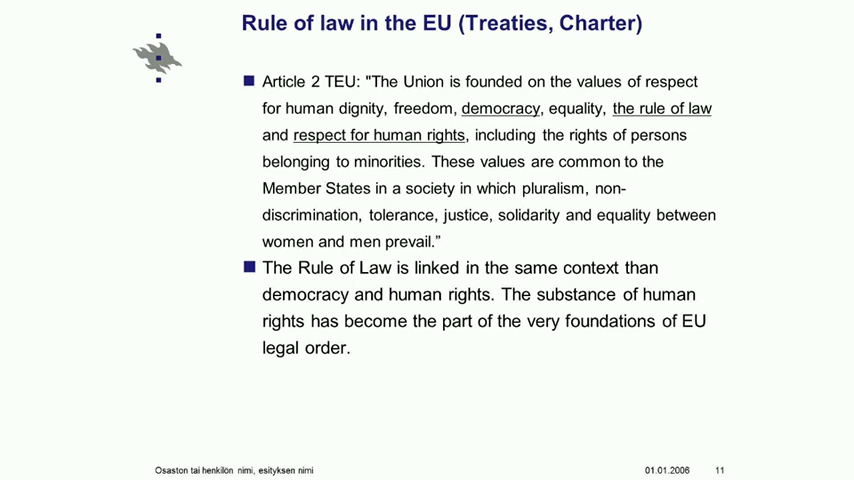 Rule of law in the EU (Treaties, Charter)
Article 2 TEU: "The Union is founded on the values of respect
for human dignity, freedom, democracy, equality, the rule of law
and respect for human rights, including the rights of persons
belonging to minorities. These values are common to the
Member States in a society in which pluralism, non-
discrimination, tolerance, justice, solidarity and equality between
women and men prevail.”
The Rule of Law is linked in the same context than
democracy and human rights. The substance of human
rights has become the part of the very foundations of EU
legal order.
Osaston tai henkilön nimi, esityksen nimi
01.01.2006
11